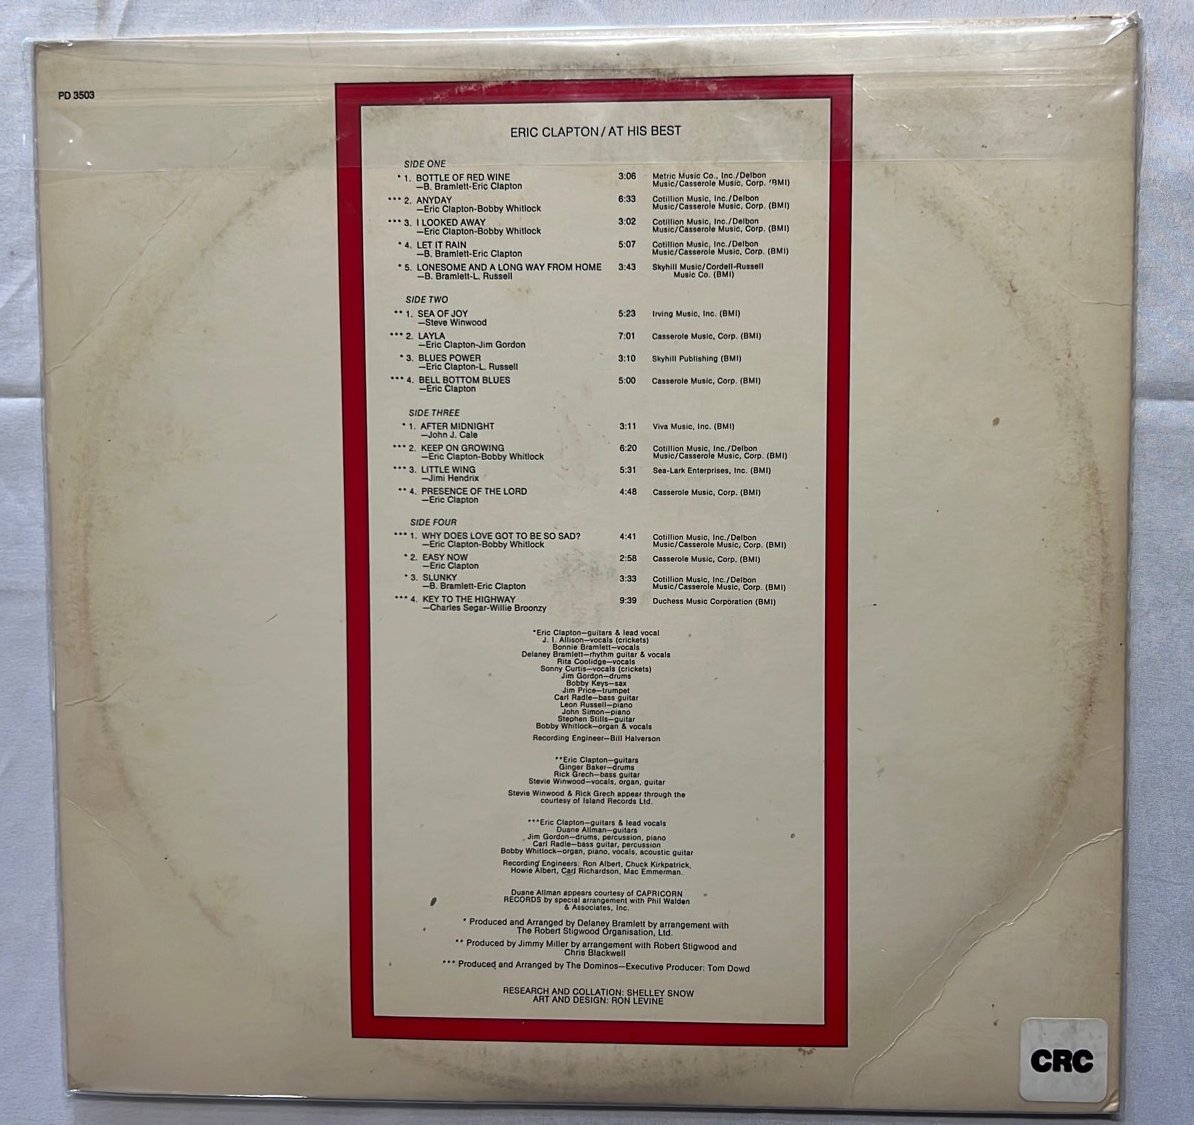 PD 3503
ERIC CLAPTON / AT HIS BEST
SIDE ONE
* 1. BOTTLE OF RED WINE 3:06 Metric Music Co., Inc./Delbon
—B. Bramlett-Eric Clapton Music/Casserole Music, Corp. (BMI)
*** 2. ANYDAY 6:33 Cotillion Music, Inc./Delbon
—Eric Clapton-Bobby Whitlock Music/Casserole Music, Corp. (BMI)
*** 3. I LOOKED AWAY 3:02 Cotillion Music, Inc./Delbon
—Eric Clapton-Bobby Whitlock Music/Casserole Music, Corp. (BMI)
* 4. LET IT RAIN 5:07 Cotillion Music, Inc./Delbon
—B. Bramlett-Eric Clapton Music/Casserole Music, Corp. (BMI)
* 5. LONESOME AND A LONG WAY FROM HOME 3:43 Skyhill Music/Cordell-Russell
—B. Bramlett-L. Russell Music Co. (BMI)
SIDE TWO
** 1. SEA OF JOY 5:23 Irving Music, Inc. (BMI)
—Steve Winwood
*** 2. LAYLA 7:01 Casserole Music, Corp. (BMI)
—Eric Clapton-Jim Gordon
* 3. BLUES POWER 3:10 Skyhill Publishing (BMI)
—Eric Clapton-L. Russell
*** 4. BELL BOTTOM BLUES 5:00 Casserole Music, Corp. (BMI)
—Eric Clapton
SIDE THREE
* 1. AFTER MIDNIGHT 3:11 Viva Music, Inc. (BMI)
—John J. Cale
*** 2. KEEP ON GROWING 6:20 Cotillion Music, Inc./Delbon
—Eric Clapton-Bobby Whitlock Music/Casserole Music, Corp. (BMI)
*** 3. LITTLE WING 5:31 Sea-Lark Enterprises, Inc. (BMI)
—Jimi Hendrix
** 4. PRESENCE OF THE LORD 4:48 Casserole Music, Corp. (BMI)
—Eric Clapton
SIDE FOUR
*** 1. WHY DOES LOVE GOT TO BE SO SAD? 4:41 Cotillion Music, Inc./Delbon
—Eric Clapton-Bobby Whitlock Music/Casserole Music, Corp. (BMI)
* 2. EASY NOW 2:58 Casserole Music, Corp. (BMI)
—Eric Clapton
* 3. SLUNKY 3:33 Cotillion Music, Inc./Delbon
—B. Bramlett-Eric Clapton Music/Casserole Music, Corp. (BMI)
*** 4. KEY TO THE HIGHWAY 9:39 Duchess Music Corporation (BMI)
—Charles Segar-Willie Broonzy
*Eric Clapton—guitars & lead vocal
J. I. Allison—vocals (crickets)
Bonnie Bramlett—vocals
Delaney Bramlett—rhythm guitar & vocals
Rita Coolidge—vocals
Sonny Curtis—vocals (crickets)
Jim Gordon—drums
Bobby Keys—sax
Jim Price—trumpet
Carl Radle—bass guitar
Leon Russell—piano
John Simon—piano
Stephen Stills—guitar
Bobby Whitlock—organ & vocals
Recording Engineer—Bill Halverson
**Eric Clapton—guitars
Ginger Baker—drums
Rick Grech—bass guitar
Stevie Winwood—vocals, organ, guitar
Stevie Winwood & Rick Grech appear through the
courtesy of Island Records Ltd.
***Eric Clapton—guitars & lead vocals
Duane Allman—guitars
Jim Gordon—drums, percussion, piano
Carl Radle—bass guitar, percussion
Bobby Whitlock—organ, piano, vocals, acoustic guitar
Recording Engineers: Ron Albert, Chuck Kirkpatrick,
Howie Albert, Carl Richardson, Mac Emmerman.
Duane Allman appears courtesy of CAPRICORN
RECORDS by special arrangement with Phil Walden
& Associates, Inc.
* Produced and Arranged by Delaney Bramlett by arrangement with
The Robert Stigwood Organisation, Ltd.
** Produced by Jimmy Miller by arrangement with Robert Stigwood and
Chris Blackwell
*** Produced and Arranged by The Dominos—Executive Producer: Tom Dowd
RESEARCH AND COLLATION: SHELLEY SNOW
ART AND DESIGN: RON LEVINE
CRC